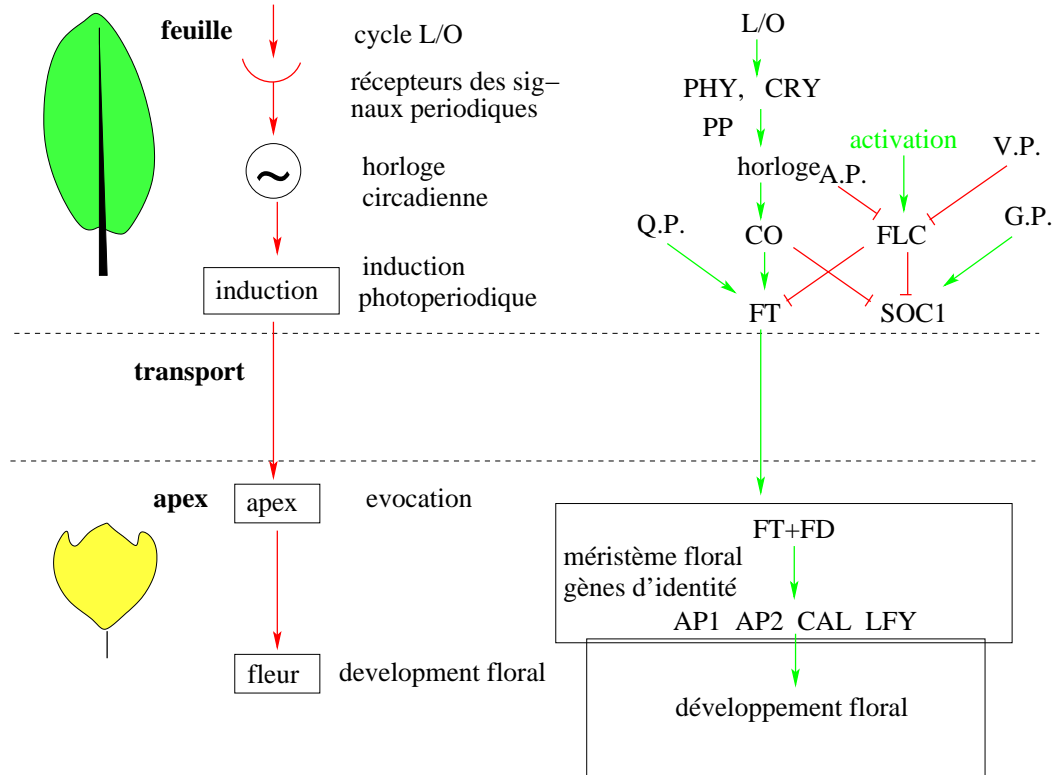 feuille
cycle L/O
récepteurs des sig–
naux periodiques
~
horloge
circadienne
induction
induction
photoperiodique
transport
apex
apex
evocation
fleur
development floral
L/O
PHY, CRY
PP
horloge
A.P.
activation
V.P.
Q.P.
CO
FLC
G.P.
FT
SOC1
FT+FD
méristème floral
gènes d'identité
AP1 AP2 CAL LFY
développement floral